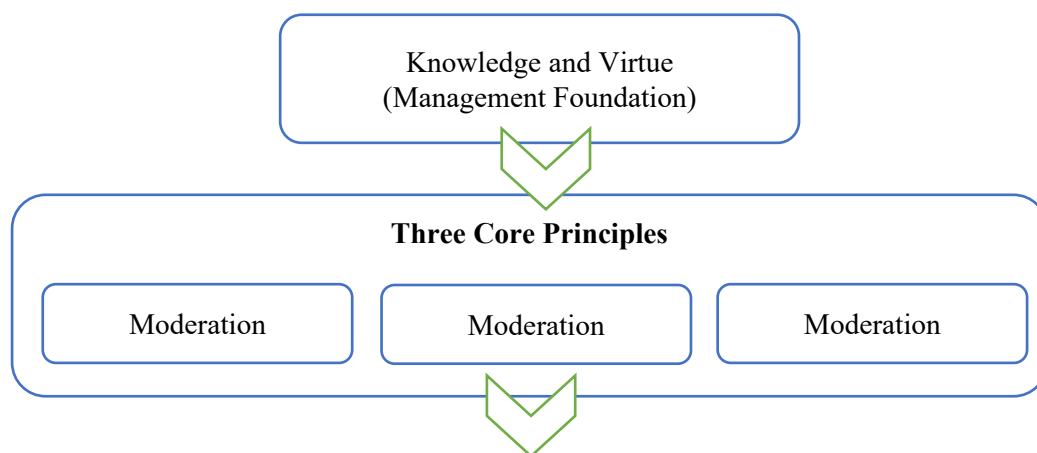 Knowledge and Virtue
(Management Foundation)
Three Core Principles
Moderation
Moderation
Moderation